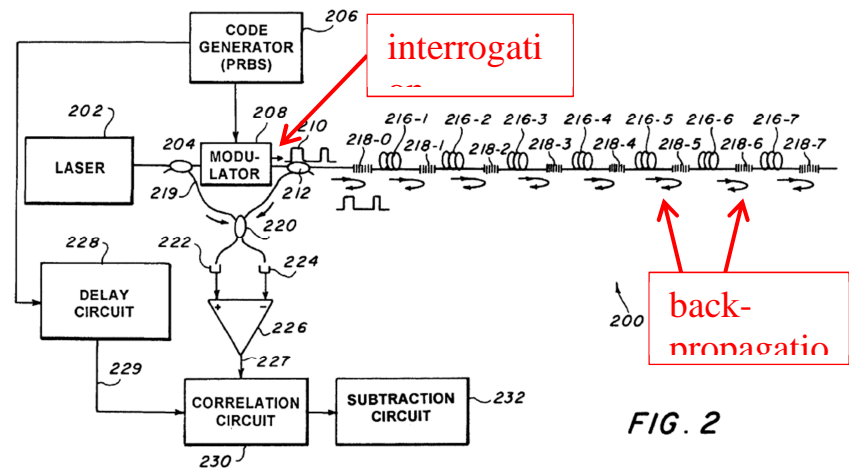 CODE
GENERATOR
(PRBS)
206
interrogati
202
204
208
210
LASER
MODU-
LATOR
212
219
218-0
216-1
218-1
216-2
218-2
216-3
218-3
216-4
218-4
216-5
218-5
216-6
218-6
216-7
218-7
220
222
224
228
DELAY
CIRCUIT
+
–
226
227
229
200
back-
propagatio
CORRELATION
CIRCUIT
230
SUBTRACTION
CIRCUIT
232
FIG. 2